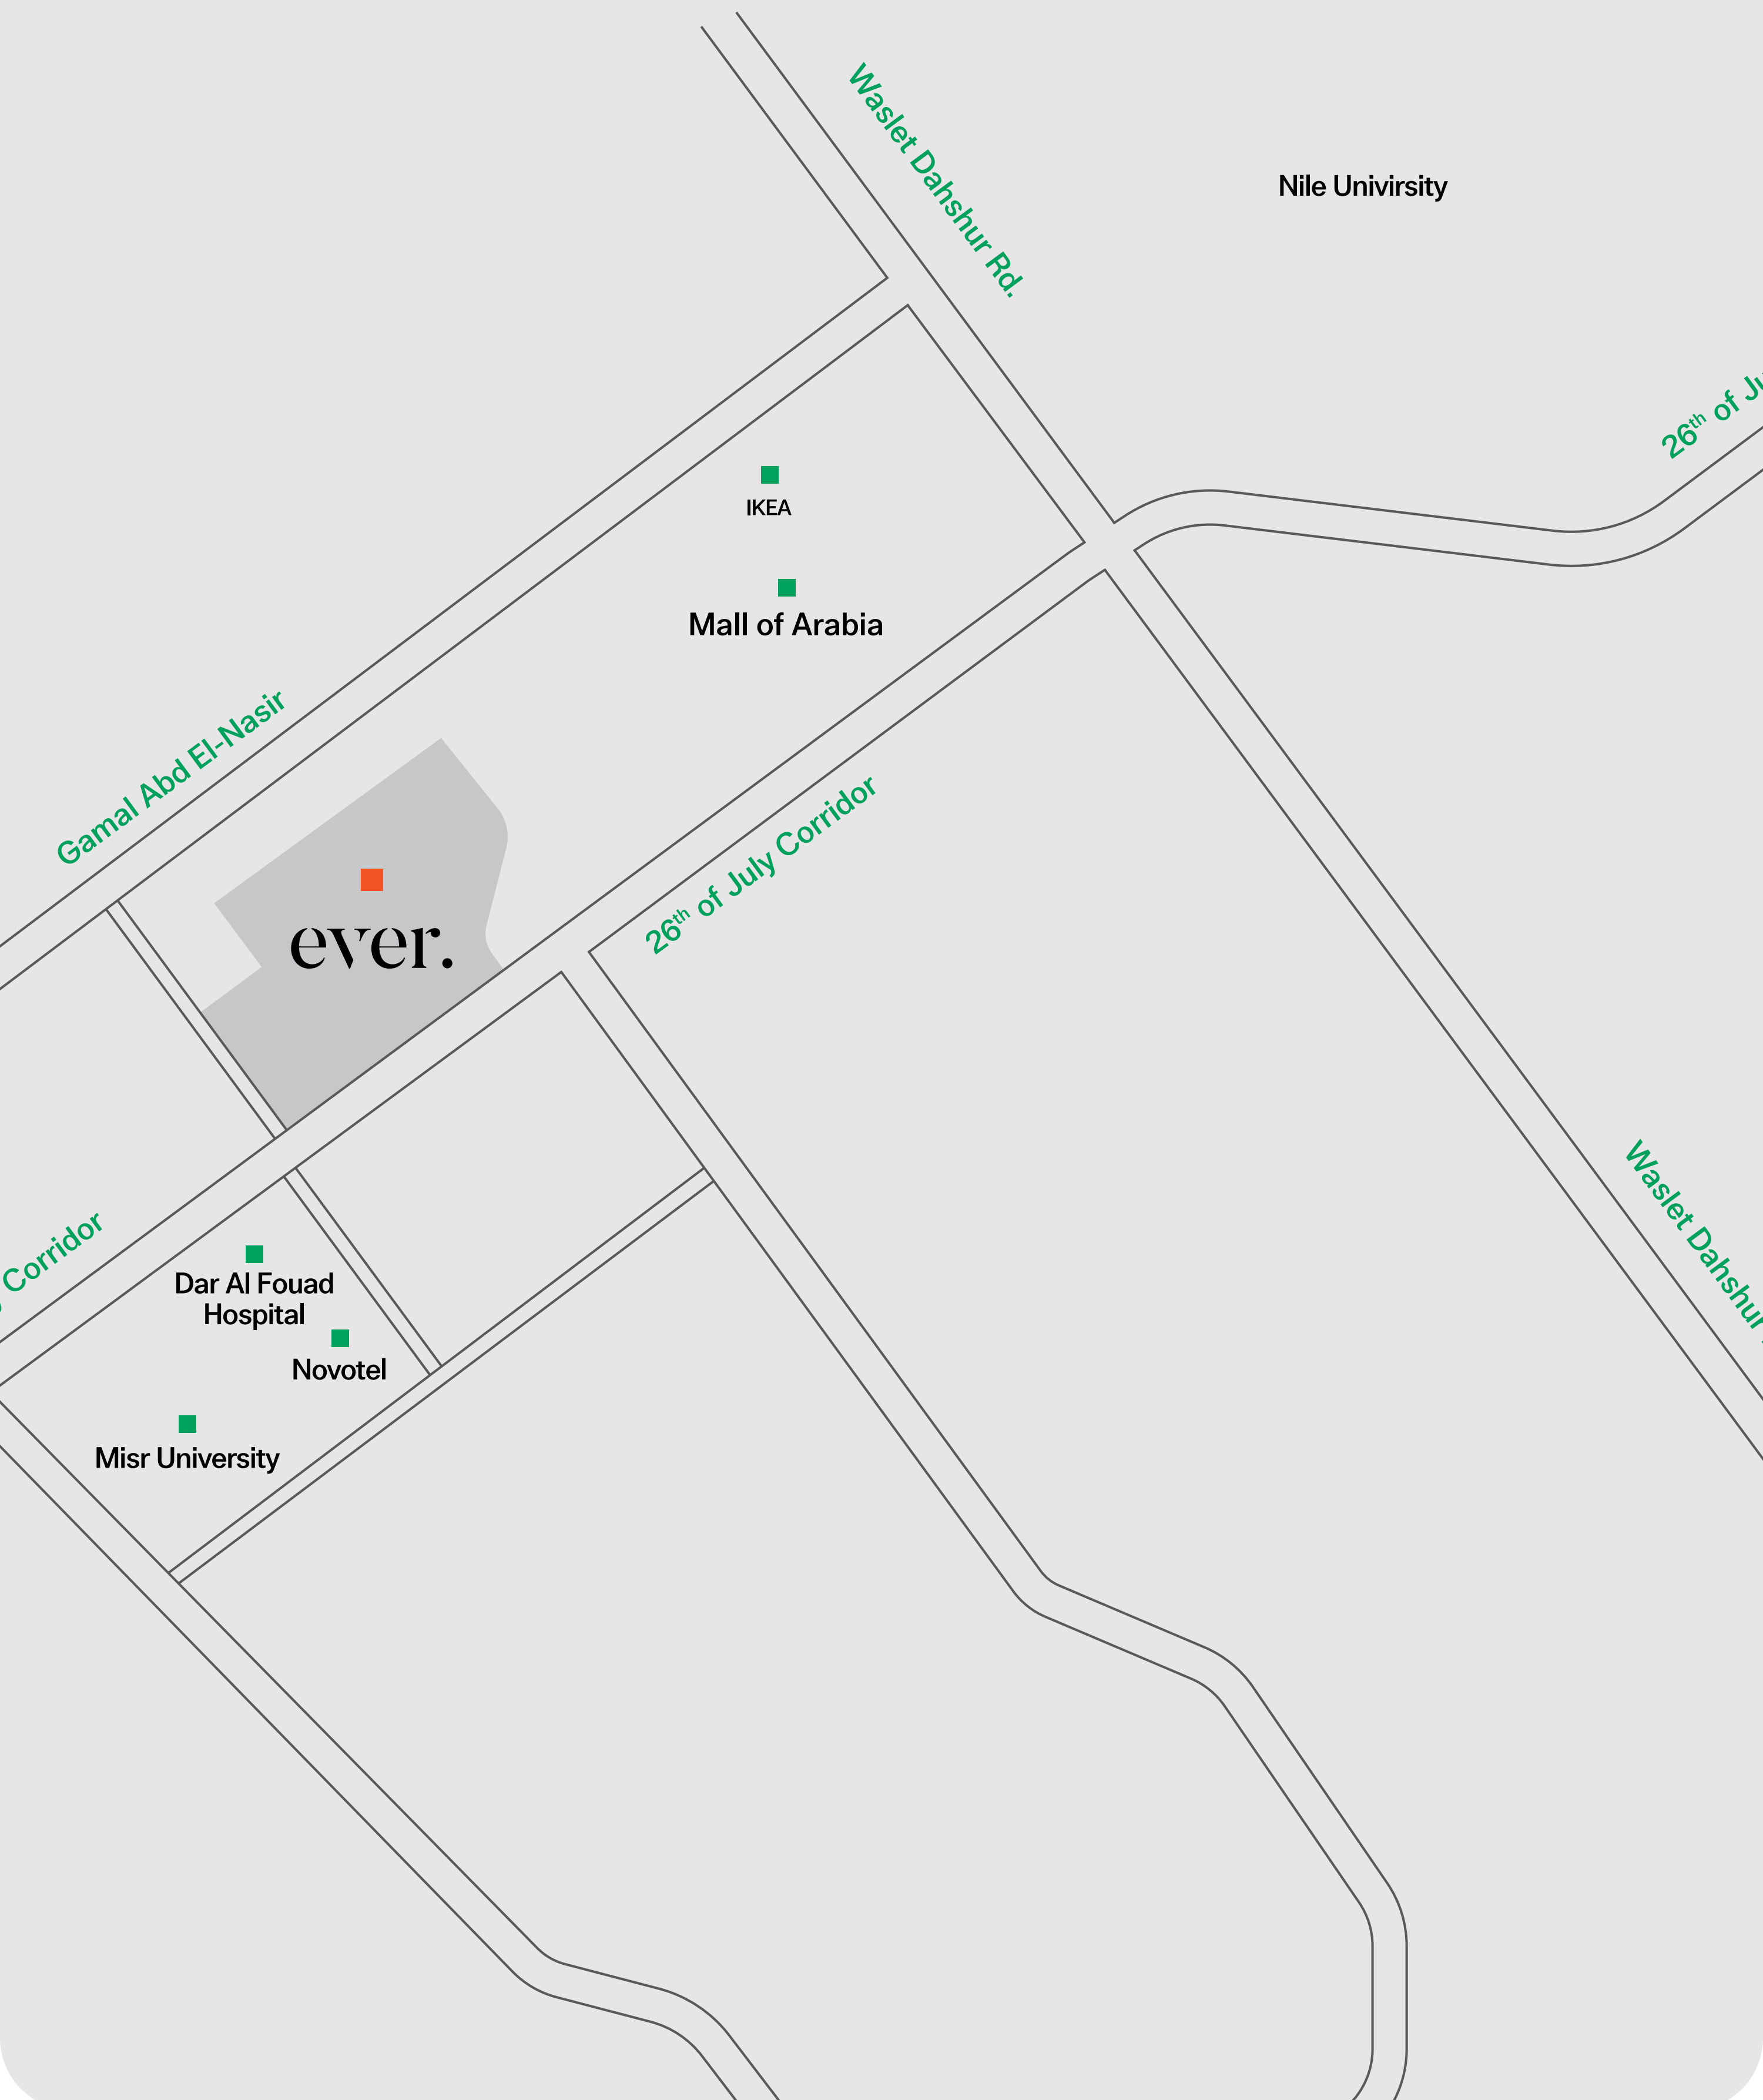 Waslet Dahshur Rd.
Nile Univirsity
26th of
IKEA
Mall of Arabia
Gamal Abd El-Nasir
26th of July Corridor
ever.
Waslet Dahshur
Corridor
Dar Al Fouad
Hospital
Novotel
Misr University